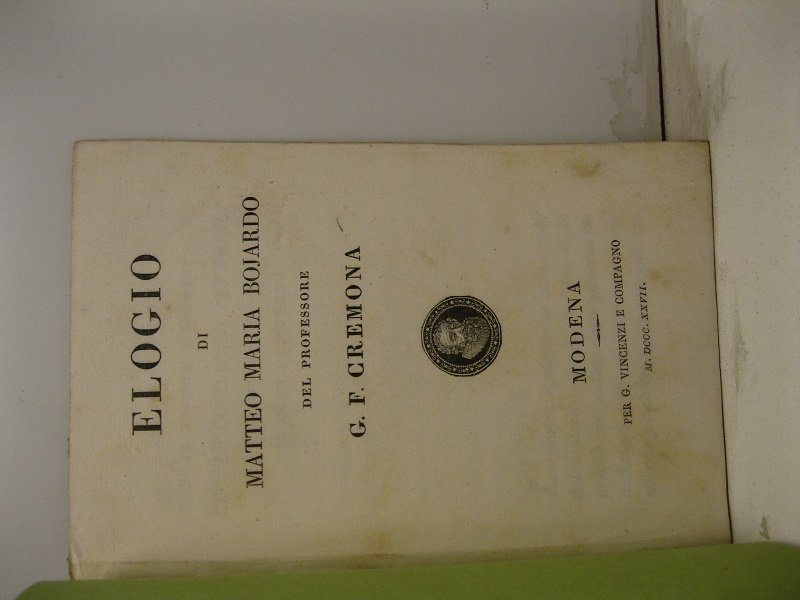 ELOGIO
DI
MATTEO MARIA BOJARDO
DEL PROFESSORE
G. F. CREMONA
MODENA
PER G. VINCENZI E COMPAGNO
M. DCCC. XXVII.